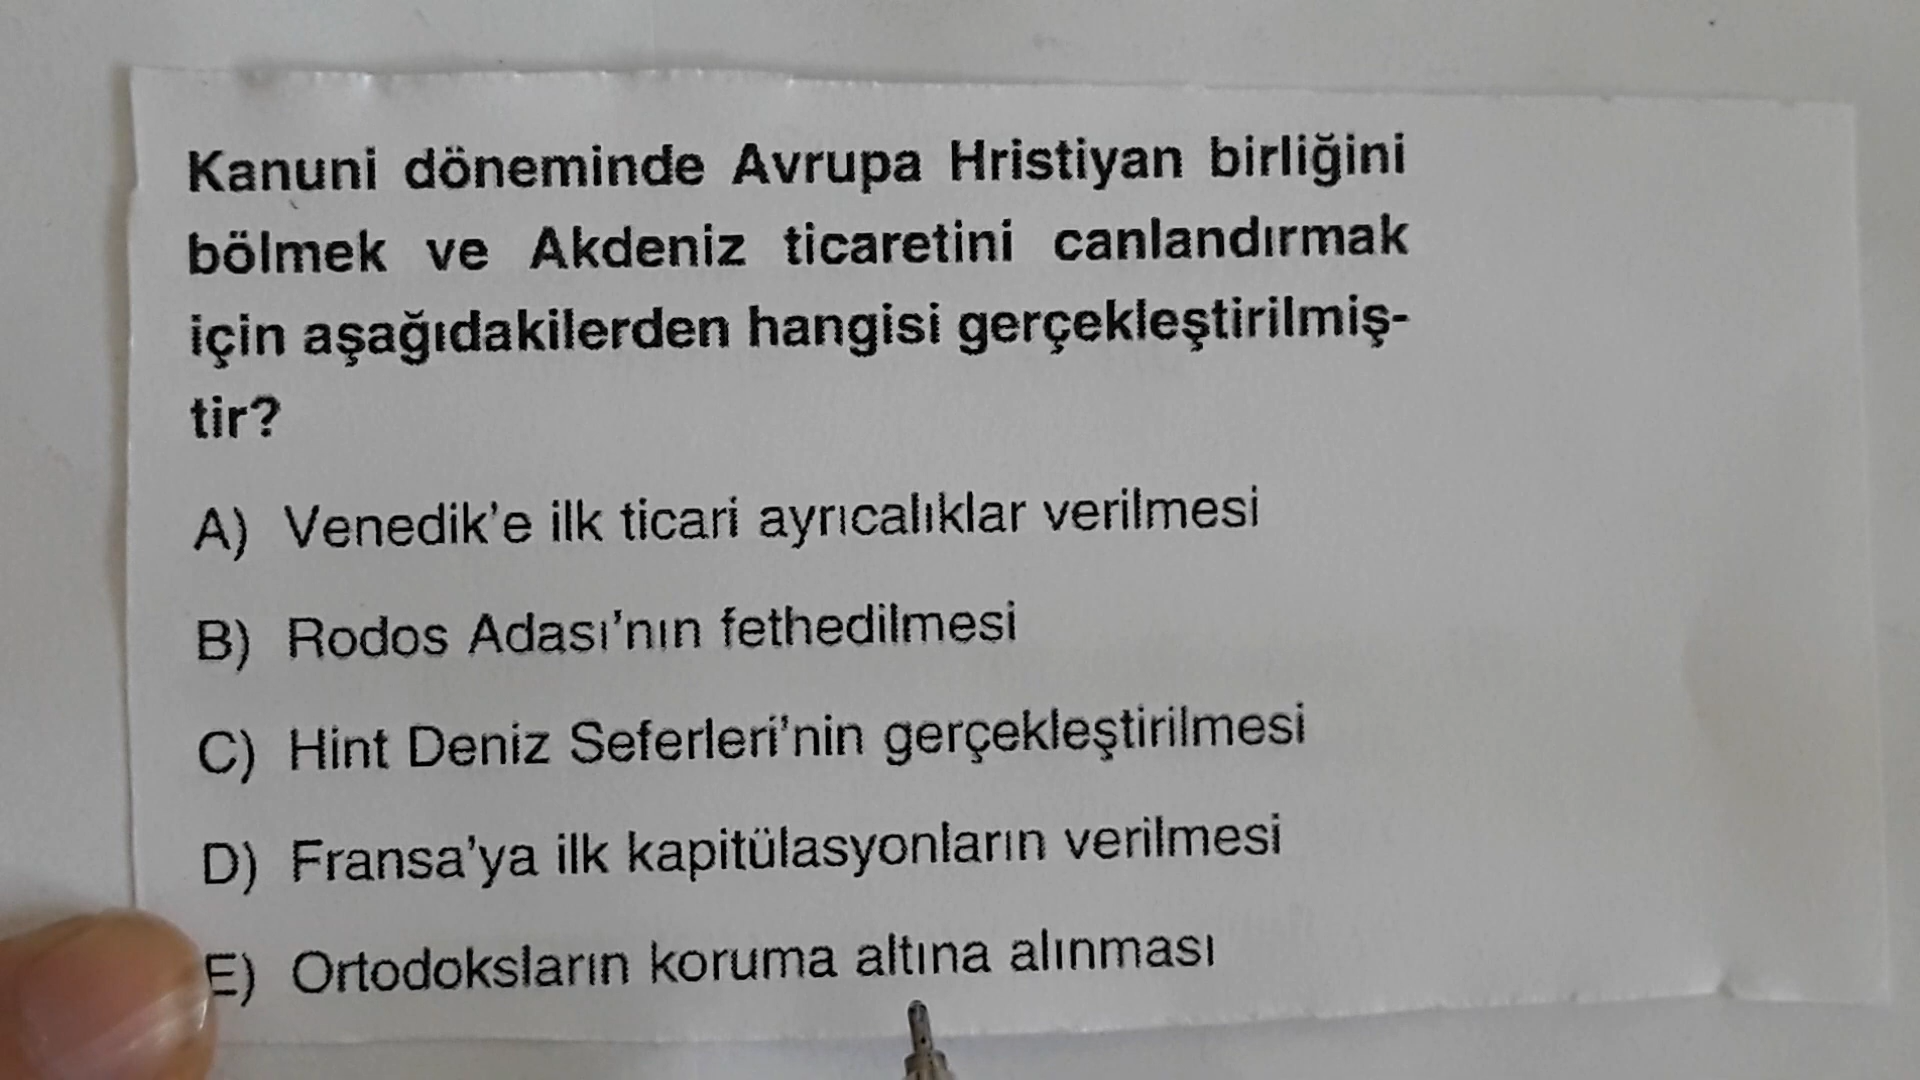 Kanuni döneminde Avrupa Hristiyan birliğini
bölmek ve Akdeniz ticaretini canlandırmak
için aşağıdakilerden hangisi gerçekleştirilmiş-
tir?
A) Venedik'e ilk ticari ayrıcalıklar verilmesi
B) Rodos Adası'nın fethedilmesi
C) Hint Deniz Seferleri'nin gerçekleştirilmesi
D) Fransa'ya ilk kapitülasyonların verilmesi
E) Ortodoksların koruma altına alınması